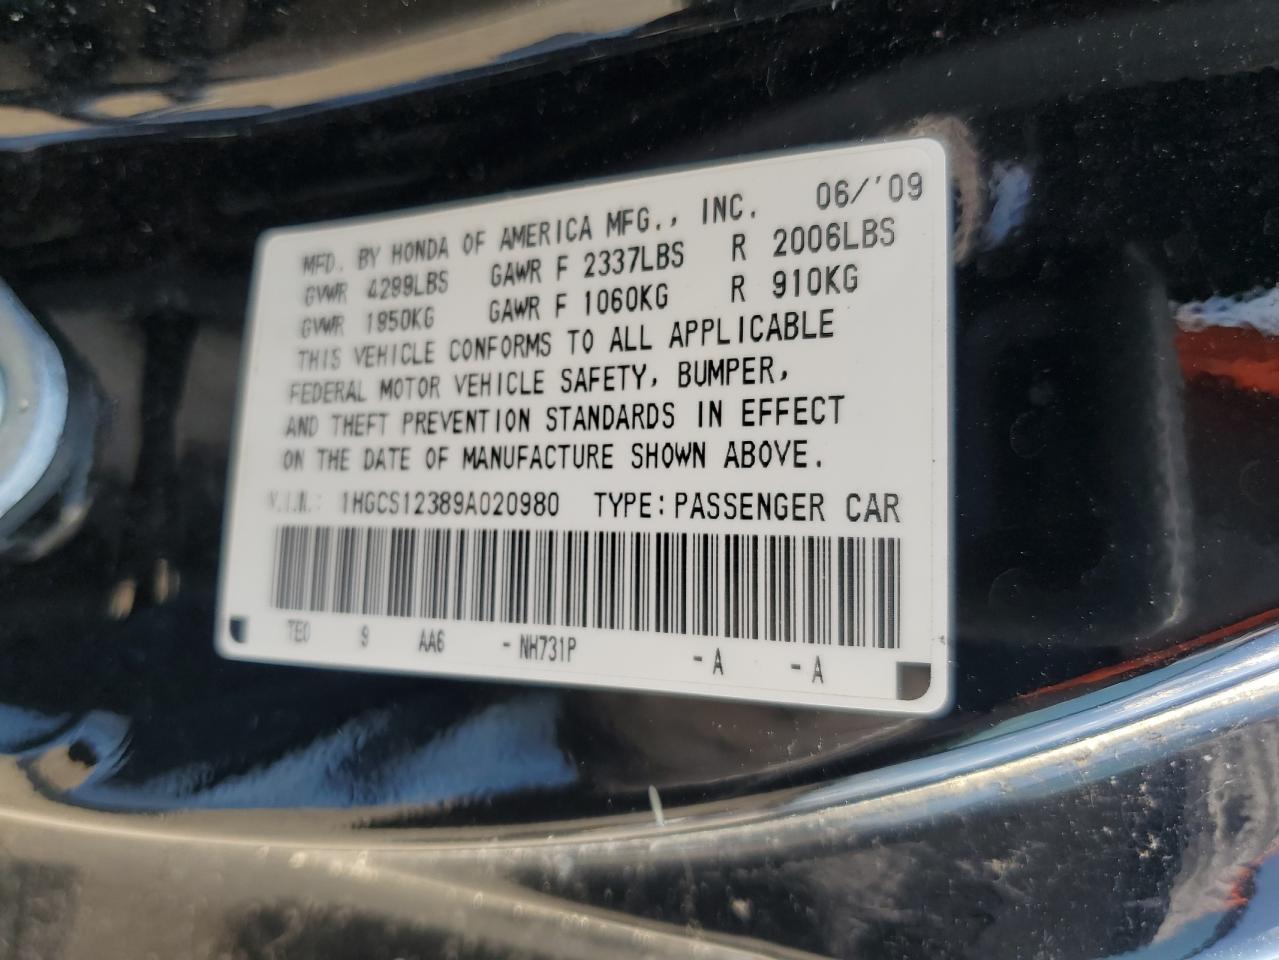 MFD. BY HONDA OF AMERICA MFG., INC. 06/'09
GVWR 4299LBS GAWR F 2337LBS R 2006LBS
GVWR 1950KG GAWR F 1060KG R 910KG
THIS VEHICLE CONFORMS TO ALL APPLICABLE
FEDERAL MOTOR VEHICLE SAFETY, BUMPER,
AND THEFT PREVENTION STANDARDS IN EFFECT
ON THE DATE OF MANUFACTURE SHOWN ABOVE.
V.I.N.: 1HGCS12389A020980 TYPE: PASSENGER CAR
TE0 9 AA6 - NH731P - A - A